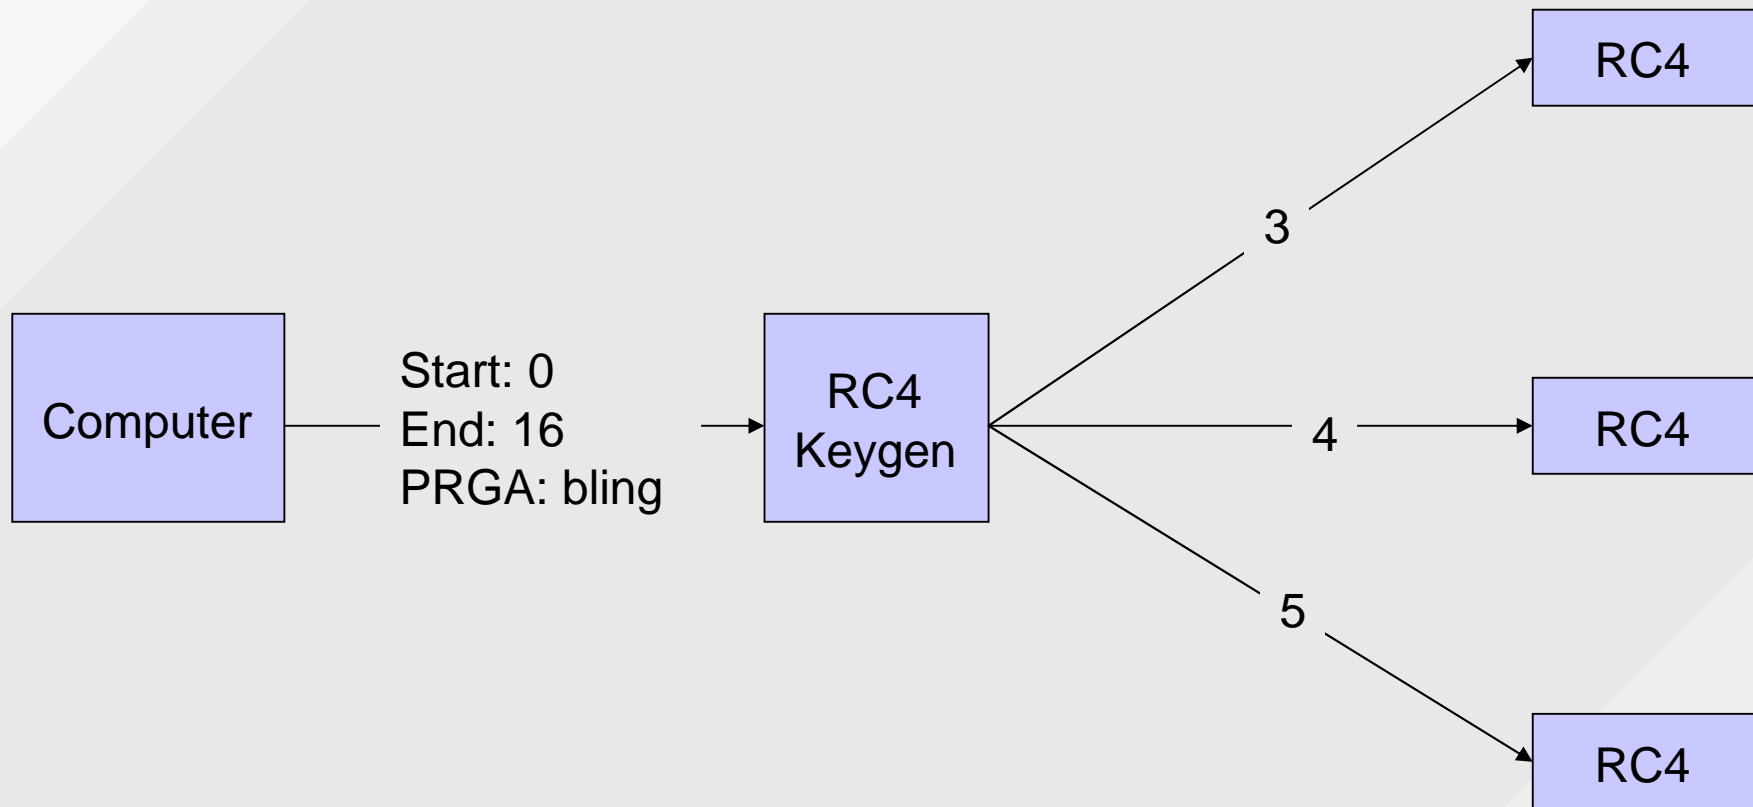 RC4
3
Computer
Start: 0
End: 16
PRGA: bling
RC4
Keygen
4
RC4
5
RC4